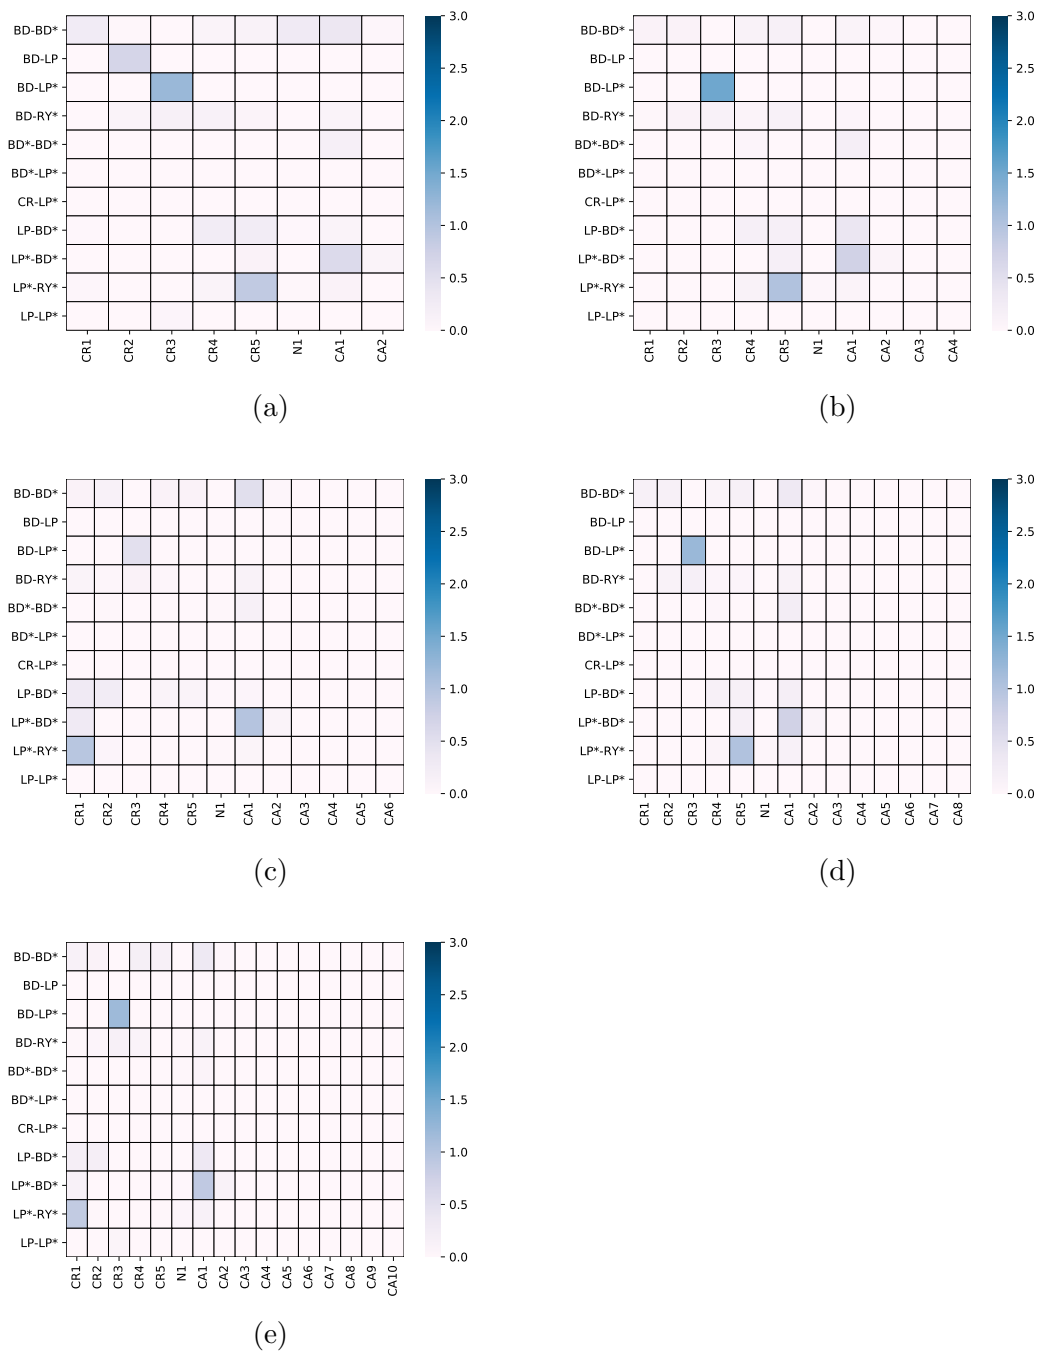 BD-BD*
BD-LP
BD-LP*
BD-RY*
BD*-BD*
BD*-LP*
CR-LP*
LP-BD*
LP*-BD*
LP*-RY*
LP-LP*
CR1 CR2 CR3 CR4 CR5 N1 CA1 CA2
3.0
2.5
2.0
1.5
1.0
0.5
0.0
(a)
BD-BD*
BD-LP
BD-LP*
BD-RY*
BD*-BD*
BD*-LP*
CR-LP*
LP-BD*
LP*-BD*
LP*-RY*
LP-LP*
CR1 CR2 CR3 CR4 CR5 N1 CA1 CA2 CA3 CA4
3.0
2.5
2.0
1.5
1.0
0.5
0.0
(b)
BD-BD*
BD-LP
BD-LP*
BD-RY*
BD*-BD*
BD*-LP*
CR-LP*
LP-BD*
LP*-BD*
LP*-RY*
LP-LP*
CR1 CR2 CR3 CR4 CR5 N1 CA1 CA2 CA3 CA4 CA5 CA6
3.0
2.5
2.0
1.5
1.0
0.5
0.0
(c)
BD-BD*
BD-LP
BD-LP*
BD-RY*
BD*-BD*
BD*-LP*
CR-LP*
LP-BD*
LP*-BD*
LP*-RY*
LP-LP*
CR1 CR2 CR3 CR4 CR5 N1 CA1 CA2 CA3 CA4 CA5 CA6 CA7 CA8
3.0
2.5
2.0
1.5
1.0
0.5
0.0
(d)
BD-BD*
BD-LP
BD-LP*
BD-RY*
BD*-BD*
BD*-LP*
CR-LP*
LP-BD*
LP*-BD*
LP*-RY*
LP-LP*
CR1 CR2 CR3 CR4 CR5 N1 CA1 CA2 CA3 CA4 CA5 CA6 CA7 CA8 CA9 CA10
3.0
2.5
2.0
1.5
1.0
0.5
0.0
(e)